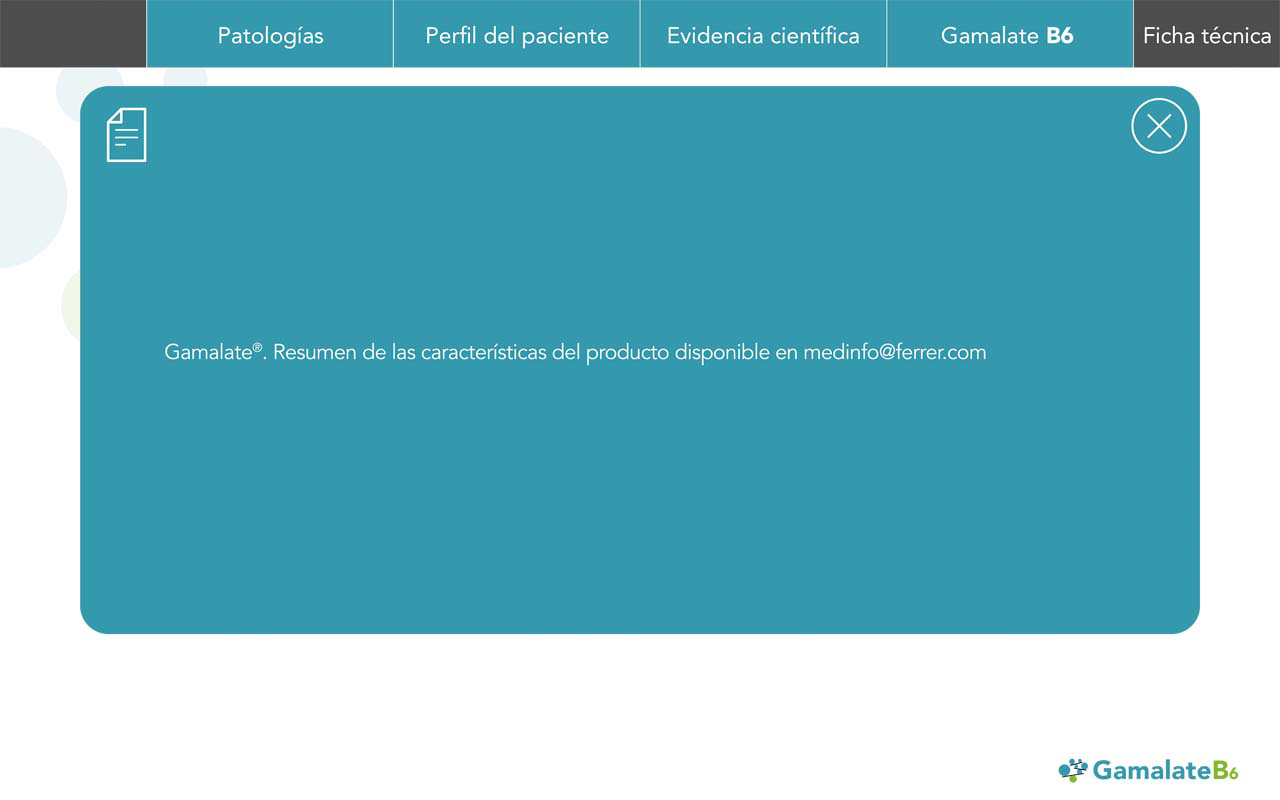 Patologías
Perfil del paciente
Evidencia científica
Gamalate B6
Ficha técnica
Gamalate®. Resumen de las características del producto disponible en medinfo@ferrer.com
GamalateB6